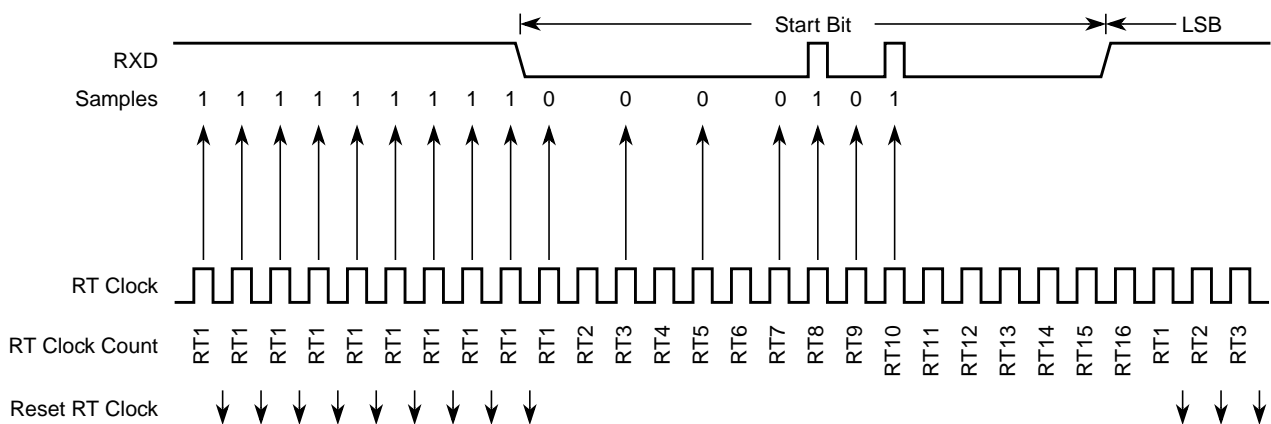 Start Bit LSB
RXD
Samples 1 1 1 1 1 1 1 1 1 0 0 0 0 1 0 1
RT Clock
RT Clock Count RT1 RT1 RT1 RT1 RT1 RT1 RT1 RT1 RT1 RT1 RT2 RT3 RT4 RT5 RT6 RT7 RT8 RT9 RT10 RT11 RT12 RT13 RT14 RT15 RT16 RT1 RT2 RT3
Reset RT Clock